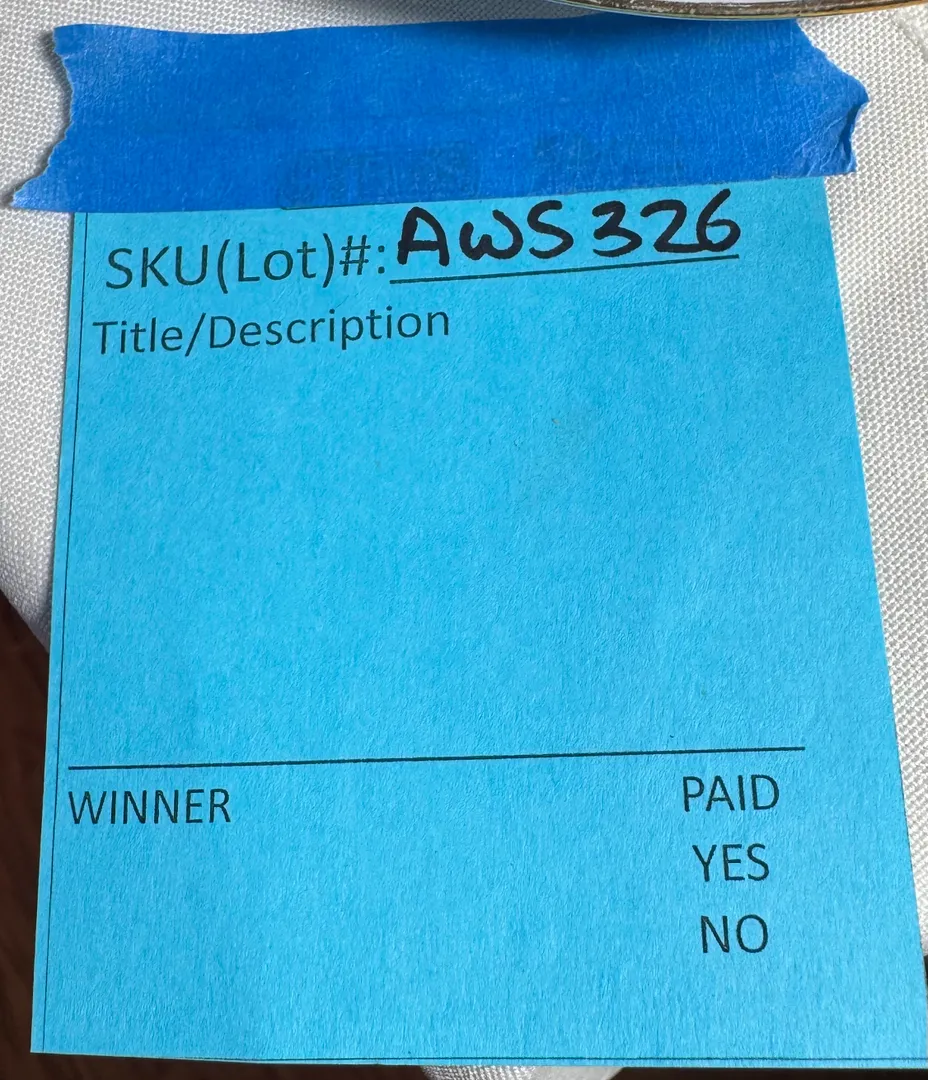 SKU(Lot)#: AWS326
Title/Description
WINNER PAID
YES
NO